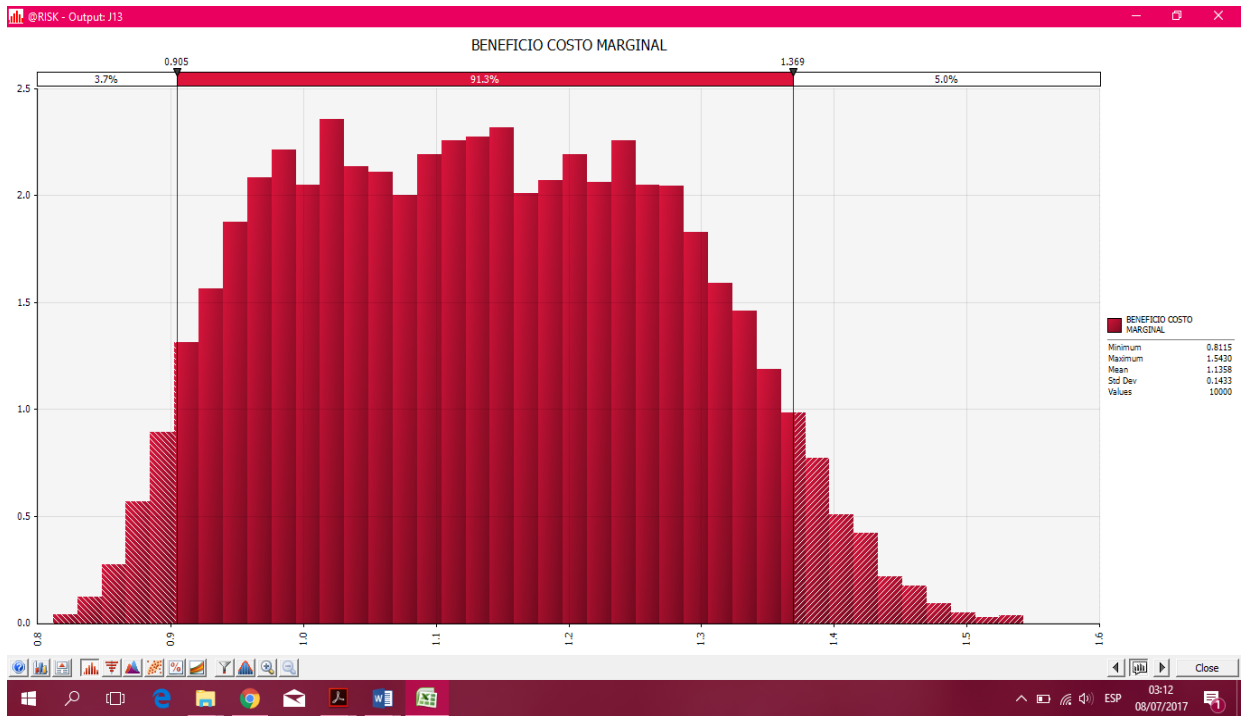 @RISK - Output: J13
BENEFICIO COSTO MARGINAL
0.905 1.369
3.7% 91.3% 5.0%
2.5
2.0
1.5
1.0
0.5
0.0
0.8 0.9 1.0 1.1 1.2 1.3 1.4 1.5 1.6
BENEFICIO COSTO
MARGINAL
Minimum 0.8115
Maximum 1.5430
Mean 1.1358
Std Dev 0.1433
Values 10000
Close
ESP
03:12
08/07/2017
1